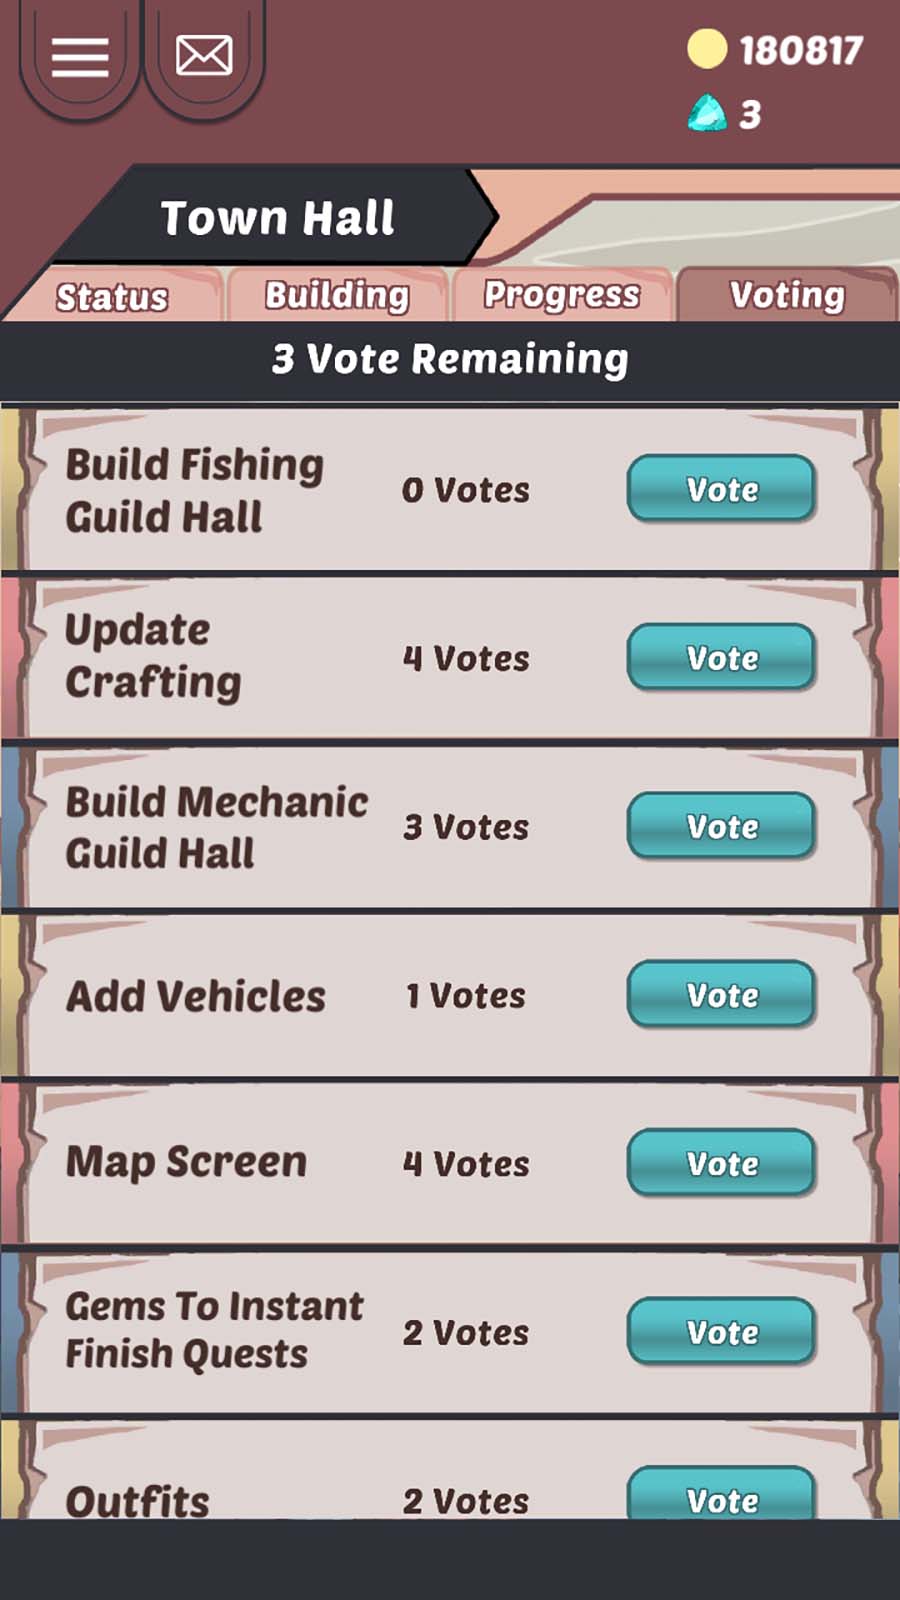 180817
3
Town Hall
Status Building Progress Voting
3 Vote Remaining
Build Fishing
Guild Hall
0 Votes
Vote
Update
Crafting
4 Votes
Vote
Build Mechanic
Guild Hall
3 Votes
Vote
Add Vehicles
1 Votes
Vote
Map Screen
4 Votes
Vote
Gems To Instant
Finish Quests
2 Votes
Vote
Outfits
2 Votes
Vote